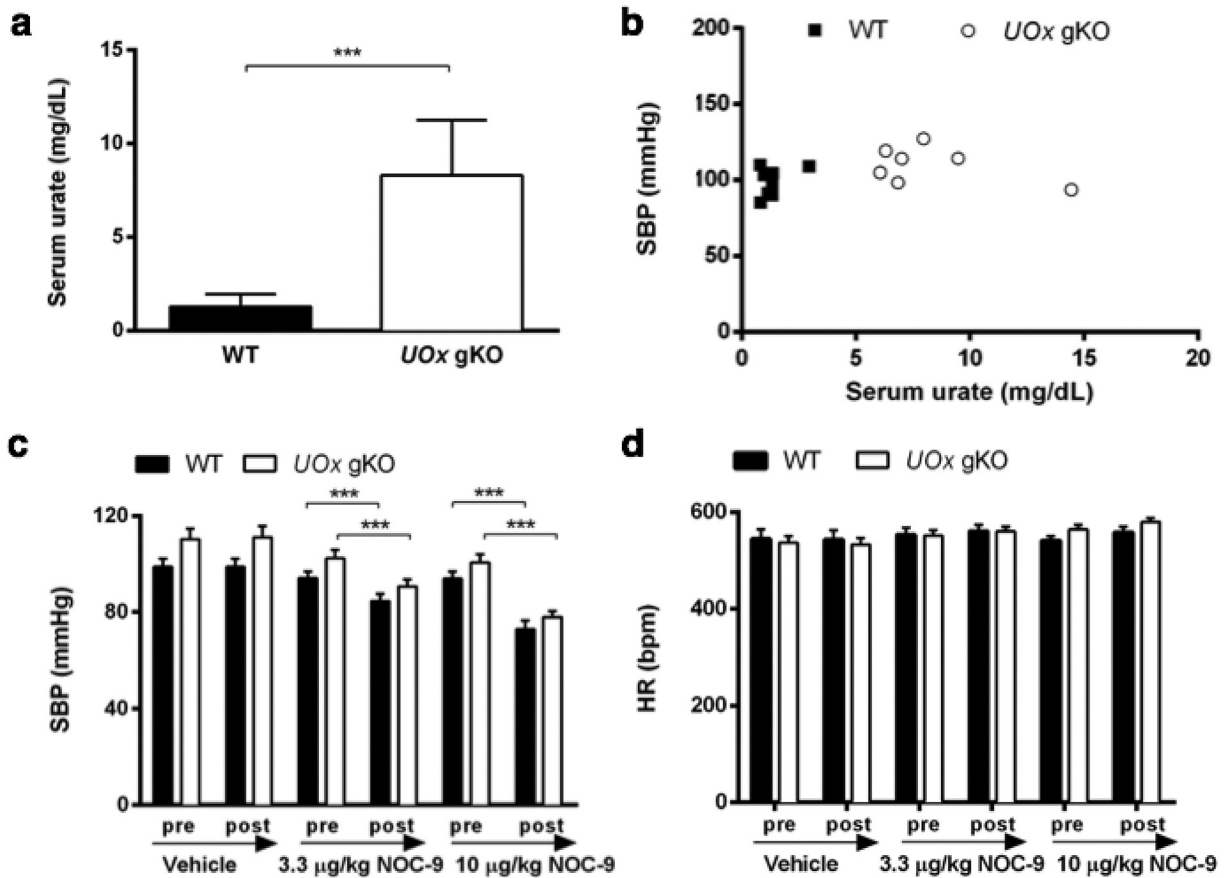 a
***
15
10
5
0
Serum urate (mg/dL)
WT
UOx gKO
b
WT
UOx gKO
200
150
100
50
0
SBP (mmHg)
0 5 10 15 20
Serum urate (mg/dL)
c
WT UOx gKO
*** ***
*** ***
120
80
40
0
SBP (mmHg)
pre post pre post pre post
Vehicle 3.3 µg/kg NOC-9 10 µg/kg NOC-9
d
WT UOx gKO
600
400
200
0
HR (bpm)
pre post pre post pre post
Vehicle 3.3 µg/kg NOC-9 10 µg/kg NOC-9